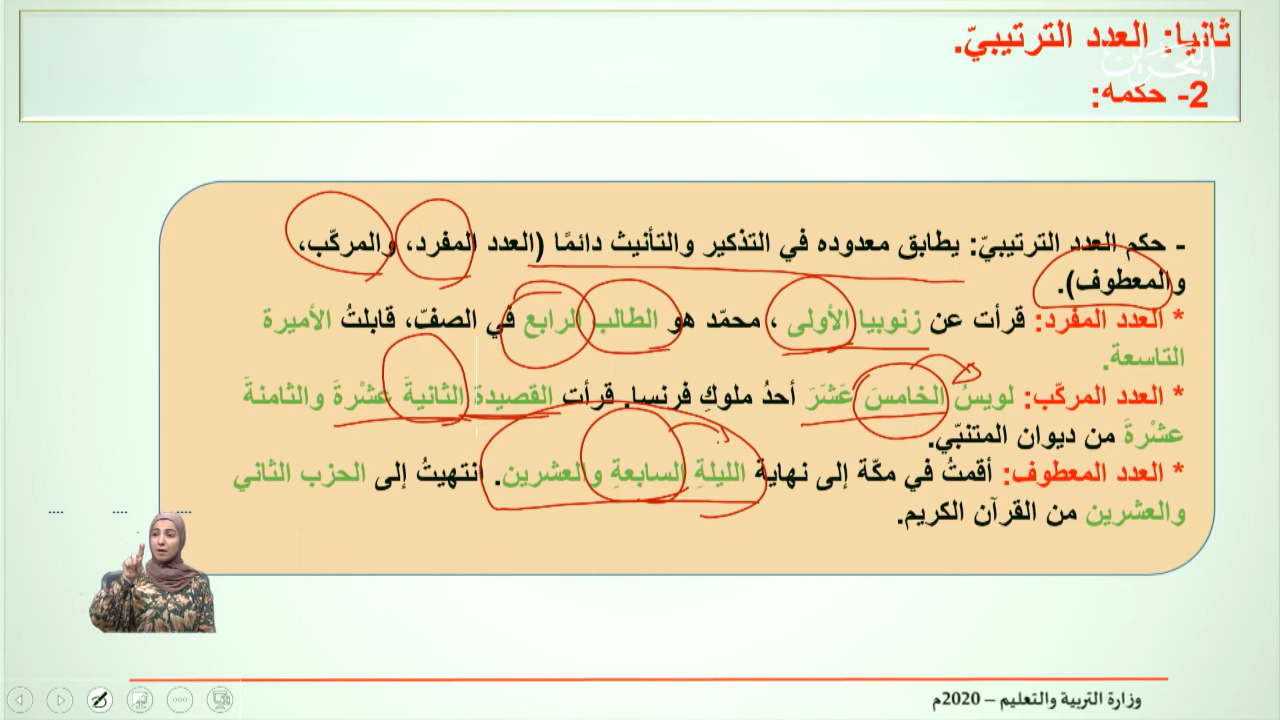 ثانيا: العدد الترتيبيّ.
2- حكمه:
البحرين
- حكم العدد الترتيبيّ: يطابق معدوده في التذكير والتأنيث دائمًا (العدد المفرد، والمركّب،
والمعطوف).
* العدد المفرد: قرأت عن زنوبيا الأولى ، محمّد هو الطالب الرابع في الصفّ، قابلتُ الأميرة
التاسعة.
* العدد المركّب: لويسُ الخامسَ عَشَرَ أحدُ ملوكِ فرنسا. قرأت القصيدة الثانيةَ عشْرةَ والثامنةَ
عشْرةَ من ديوان المتنبّي.
* العدد المعطوف: أقمتُ في مكّة إلى نهاية الليلةِ السابعةِ والعشرين. انتهيتُ إلى الحزب الثاني
والعشرين من القرآن الكريم.
وزارة التربية والتعليم – 2020م